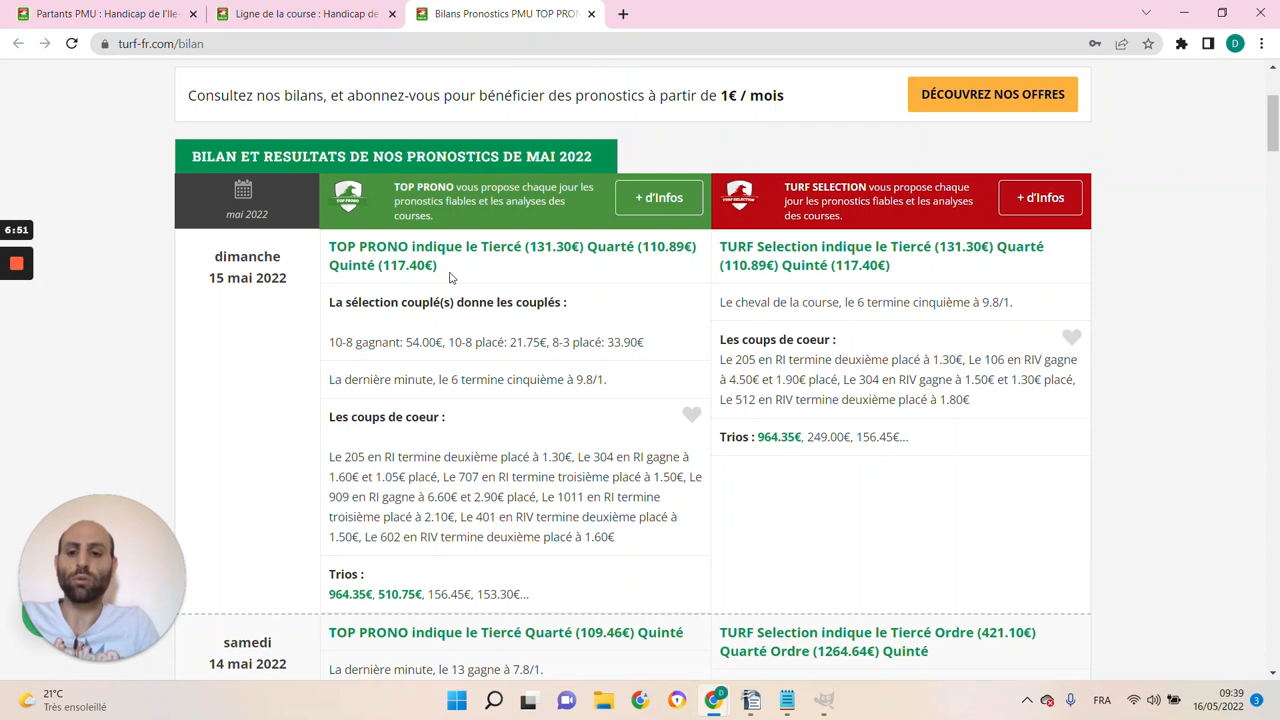 Partants PMU : Handicap de l'Ile-
Ligne de la course : Handicap de
Bilans Pronostics PMU TOP PRON
turf-fr.com/bilan
D
Consultez nos bilans, et abonnez-vous pour bénéficier des pronostics à partir de 1€ / mois
DÉCOUVREZ NOS OFFRES
BILAN ET RESULTATS DE NOS PRONOSTICS DE MAI 2022
mai 2022
TOP PRONO
TOP PRONO vous propose chaque jour les
pronostics fiables et les analyses des
courses.
+ d'Infos
TURF SELECTION
TURF SELECTION vous propose chaque
jour les pronostics fiables et les analyses
des courses.
+ d'Infos
6:51
dimanche
15 mai 2022
TOP PRONO indique le Tiercé (131.30€) Quarté (110.89€)
Quinté (117.40€)
La sélection couplé(s) donne les couplés :
10-8 gagnant: 54.00€, 10-8 placé: 21.75€, 8-3 placé: 33.90€
La dernière minute, le 6 termine cinquième à 9.8/1.
Les coups de coeur :
Le 205 en RI termine deuxième placé à 1.30€, Le 304 en RI gagne à
1.60€ et 1.05€ placé, Le 707 en RI termine troisième placé à 1.50€, Le
909 en RI gagne à 6.60€ et 2.90€ placé, Le 1011 en RI termine
troisième placé à 2.10€, Le 401 en RIV termine deuxième placé à
1.50€, Le 602 en RIV termine deuxième placé à 1.60€
Trios :
964.35€, 510.75€, 156.45€, 153.30€...
TURF Selection indique le Tiercé (131.30€) Quarté
(110.89€) Quinté (117.40€)
Le cheval de la course, le 6 termine cinquième à 9.8/1.
Les coups de coeur :
Le 205 en RI termine deuxième placé à 1.30€, Le 106 en RIV gagne
à 4.50€ et 1.90€ placé, Le 304 en RIV gagne à 1.50€ et 1.30€ placé,
Le 512 en RIV termine deuxième placé à 1.80€
Trios : 964.35€, 249.00€, 156.45€...
samedi
14 mai 2022
TOP PRONO indique le Tiercé Quarté (109.46€) Quinté
La dernière minute, le 13 gagne à 7.8/1.
TURF Selection indique le Tiercé Ordre (421.10€)
Quarté Ordre (1264.64€) Quinté
21°C
Très ensoleillé
D
FRA
09:39
16/05/2022
3